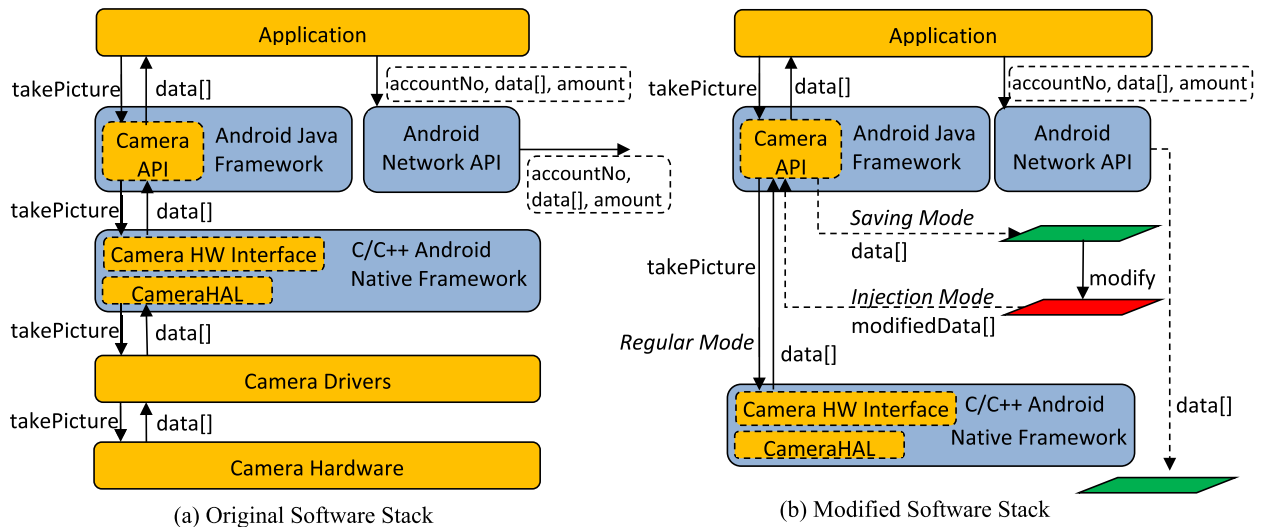 Application
takePicture
data[]
accountNo, data[], amount
Camera
API
Android Java
Framework
Android
Network API
accountNo,
data[], amount
takePicture
data[]
Camera HW Interface
CameraHAL
C/C++ Android
Native Framework
takePicture
data[]
Camera Drivers
takePicture
data[]
Camera Hardware
(a) Original Software Stack
Application
takePicture
data[]
accountNo, data[], amount
Camera
API
Android Java
Framework
Android
Network API
Saving Mode
data[]
takePicture
modify
Injection Mode
modifiedData[]
Regular Mode
data[]
Camera HW Interface
CameraHAL
C/C++ Android
Native Framework
data[]
(b) Modified Software Stack